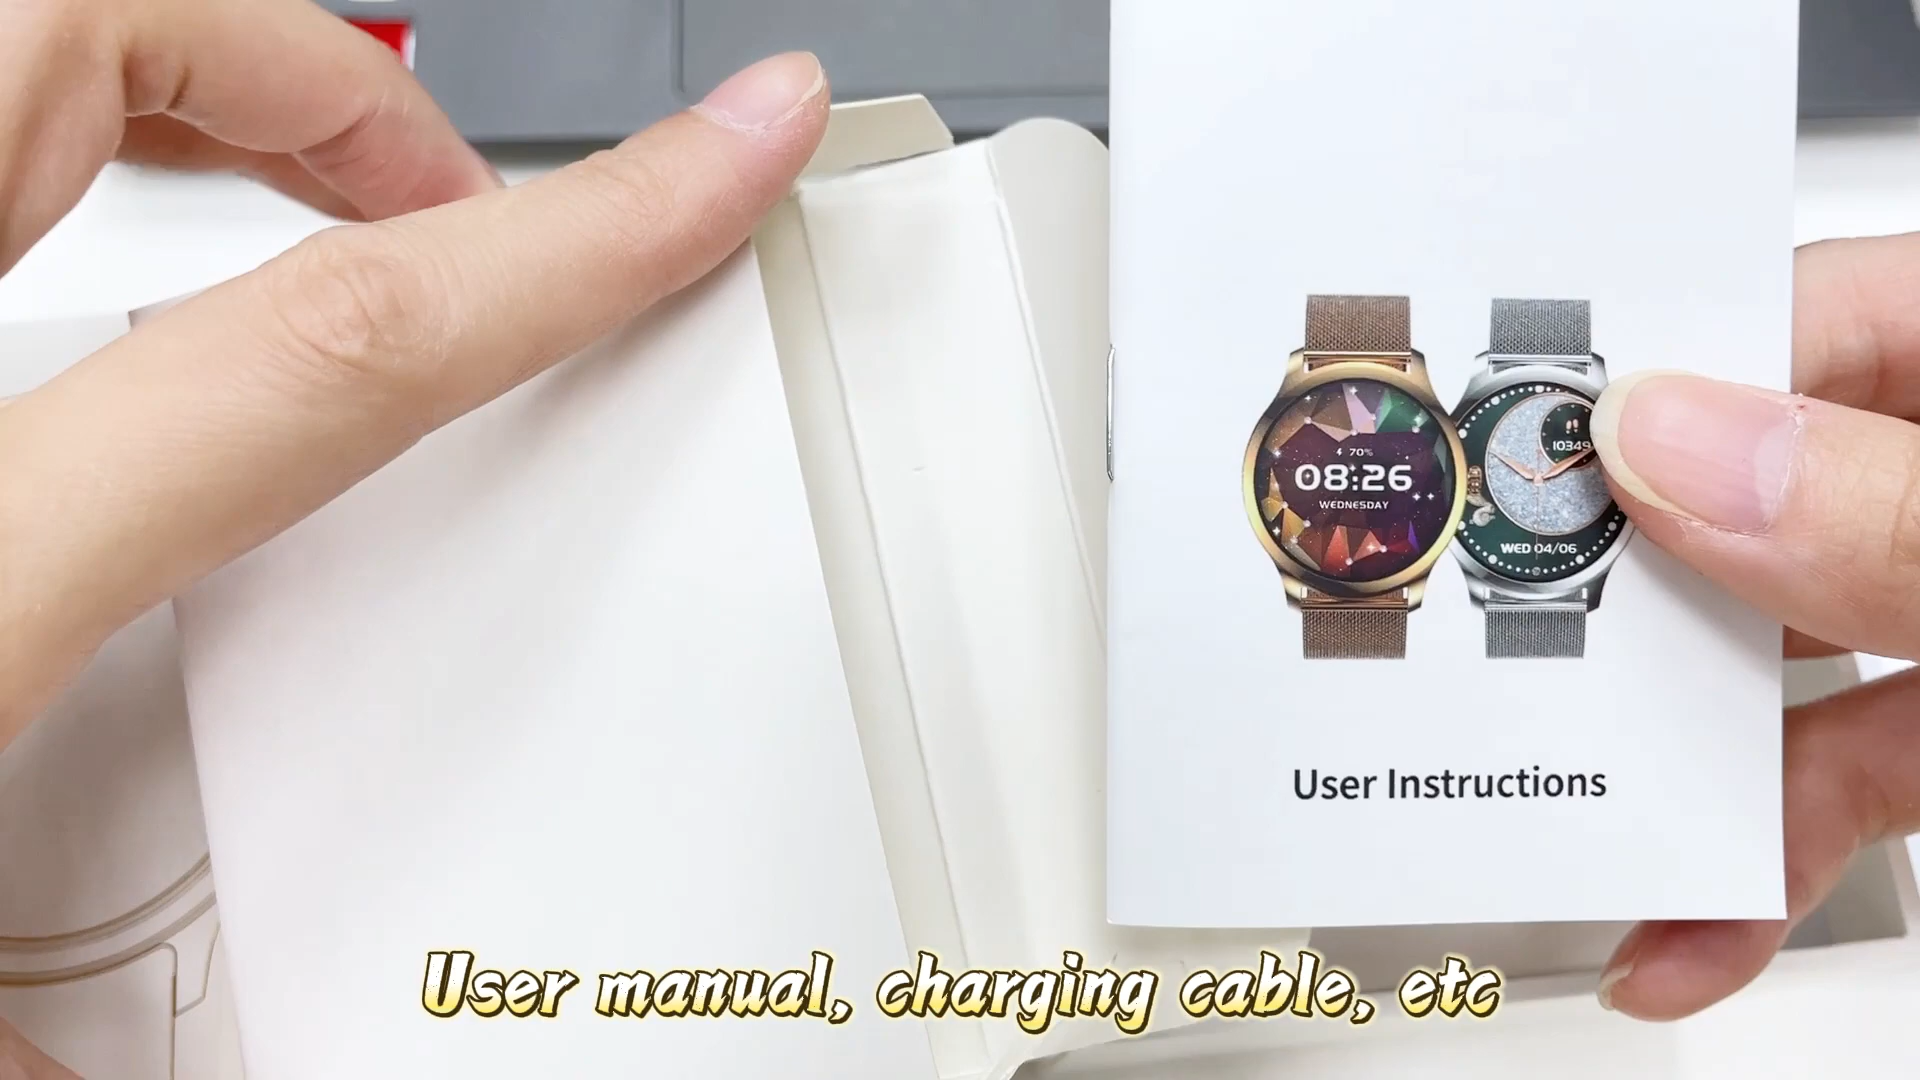 70%
08:26
WEDNESDAY
10349
WED 04/06
User Instructions
User manual, charging cable, etc